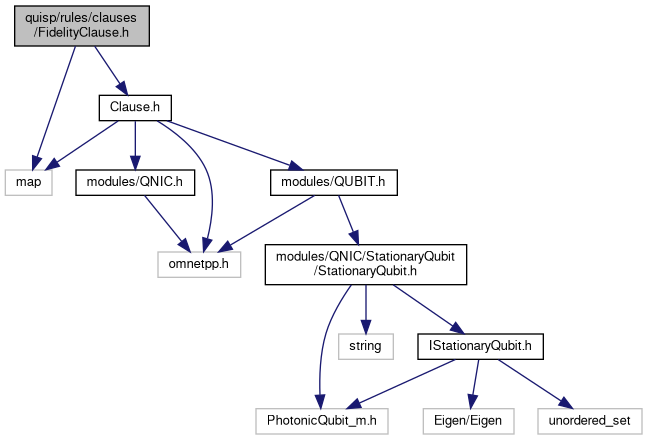 quisp/rules/clauses
/FidelityClause.h
Clause.h
map
modules/QNIC.h
modules/QUBIT.h
omnetpp.h
modules/QNIC/StationaryQubit
/StationaryQubit.h
string
IStationaryQubit.h
PhotonicQubit_m.h
Eigen/Eigen
unordered_set